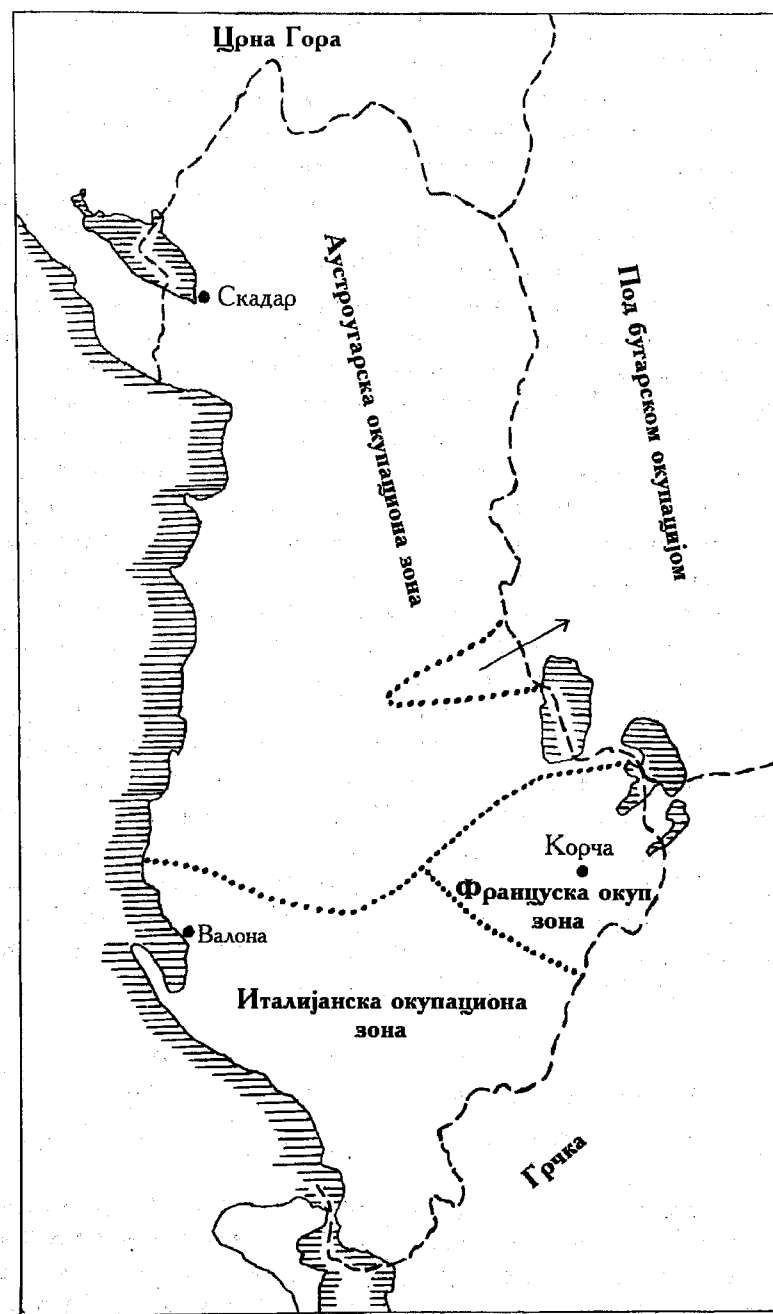 Црна Гора
Скадар
Аустроугарска окупациона зона
Под бугарском окупацијом
Корча
Француска окуп
зона
Валона
Италијанска окупациона
зона
Грчка